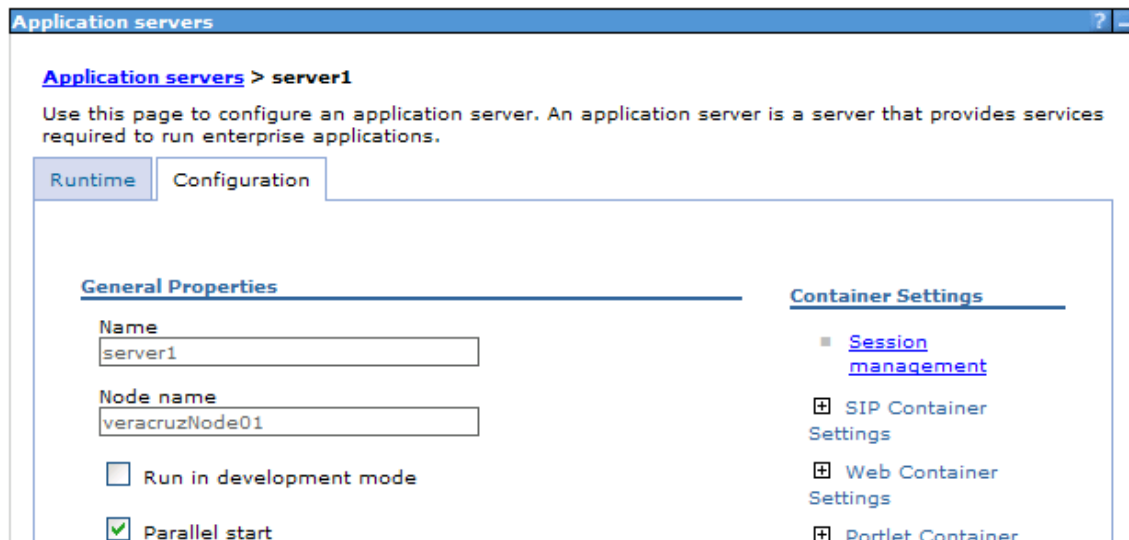 Application servers
?
Application servers > server1
Use this page to configure an application server. An application server is a server that provides services
required to run enterprise applications.
Runtime
Configuration
General Properties
Name
server1
Node name
veracruzNode01
Run in development mode
Parallel start
Container Settings
Session
management
SIP Container
Settings
Web Container
Settings
Portlet Container